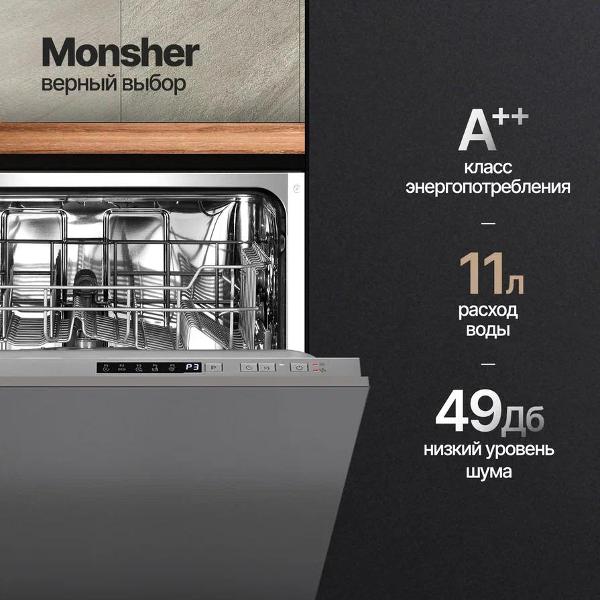 Monsher
верный выбор
A++
класс
энергопотребления
11л
расход
воды
49Дб
низкий уровень
шума
P3
P